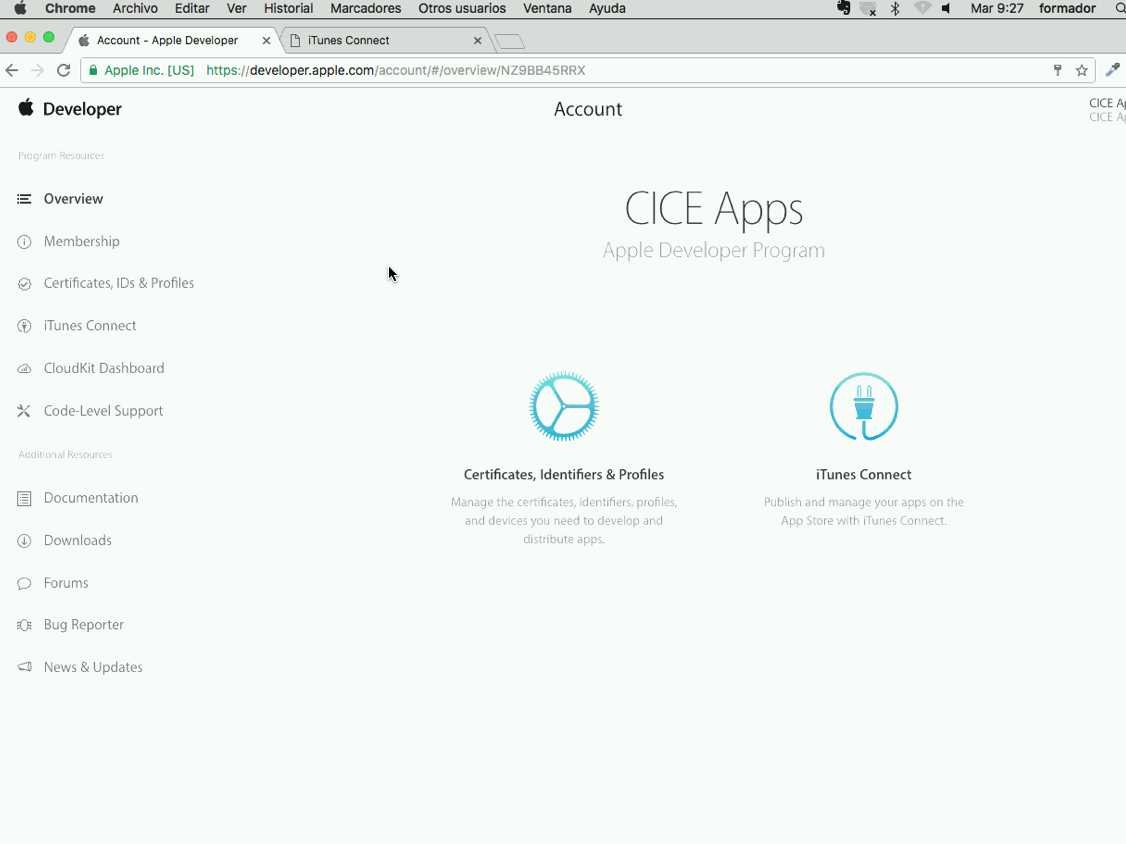 Chrome Archivo Editar Ver Historial Marcadores Otros usuarios Ventana Ayuda Mar 9:27 formador
Account - Apple Developer iTunes Connect
Apple Inc. [US] https://developer.apple.com/account/#/overview/NZ9BB45RRX
Developer
Account
CICE Ap
CICE Ap
Program Resources
Overview
Membership
Certificates, IDs & Profiles
iTunes Connect
CloudKit Dashboard
Code-Level Support
Additional Resources
Documentation
Downloads
Forums
Bug Reporter
News & Updates
CICE Apps
Apple Developer Program
Certificates, Identifiers & Profiles
Manage the certificates, identifiers, profiles,
and devices you need to develop and
distribute apps.
iTunes Connect
Publish and manage your apps on the
App Store with iTunes Connect.